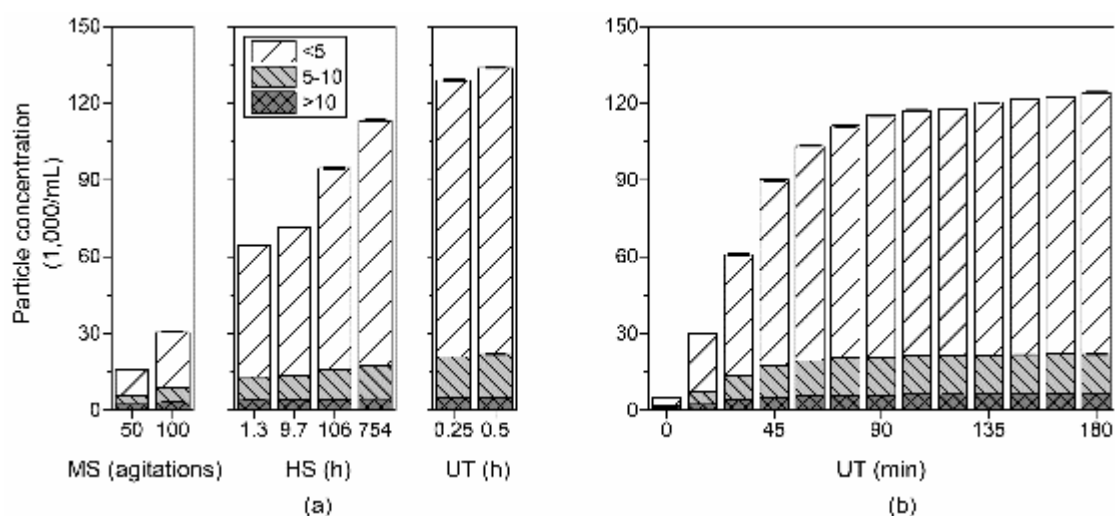 Particle concentration
(1,000/mL)
150
120
90
60
30
0
<5
5-10
>10
50 100
1.3 9.7 106 754
0.25 0.5
MS (agitations)
HS (h)
UT (h)
(a)
150
120
90
60
30
0
0 45 90 135 180
UT (min)
(b)